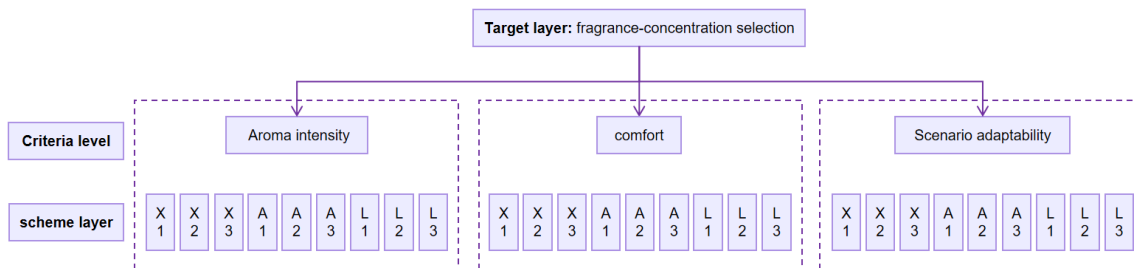 Target layer: fragrance-concentration selection
Criteria level
Aroma intensity
comfort
Scenario adaptability
scheme layer
X1 X2 X3 A1 A2 A3 L1 L2 L3
X1 X2 X3 A1 A2 A3 L1 L2 L3
X1 X2 X3 A1 A2 A3 L1 L2 L3